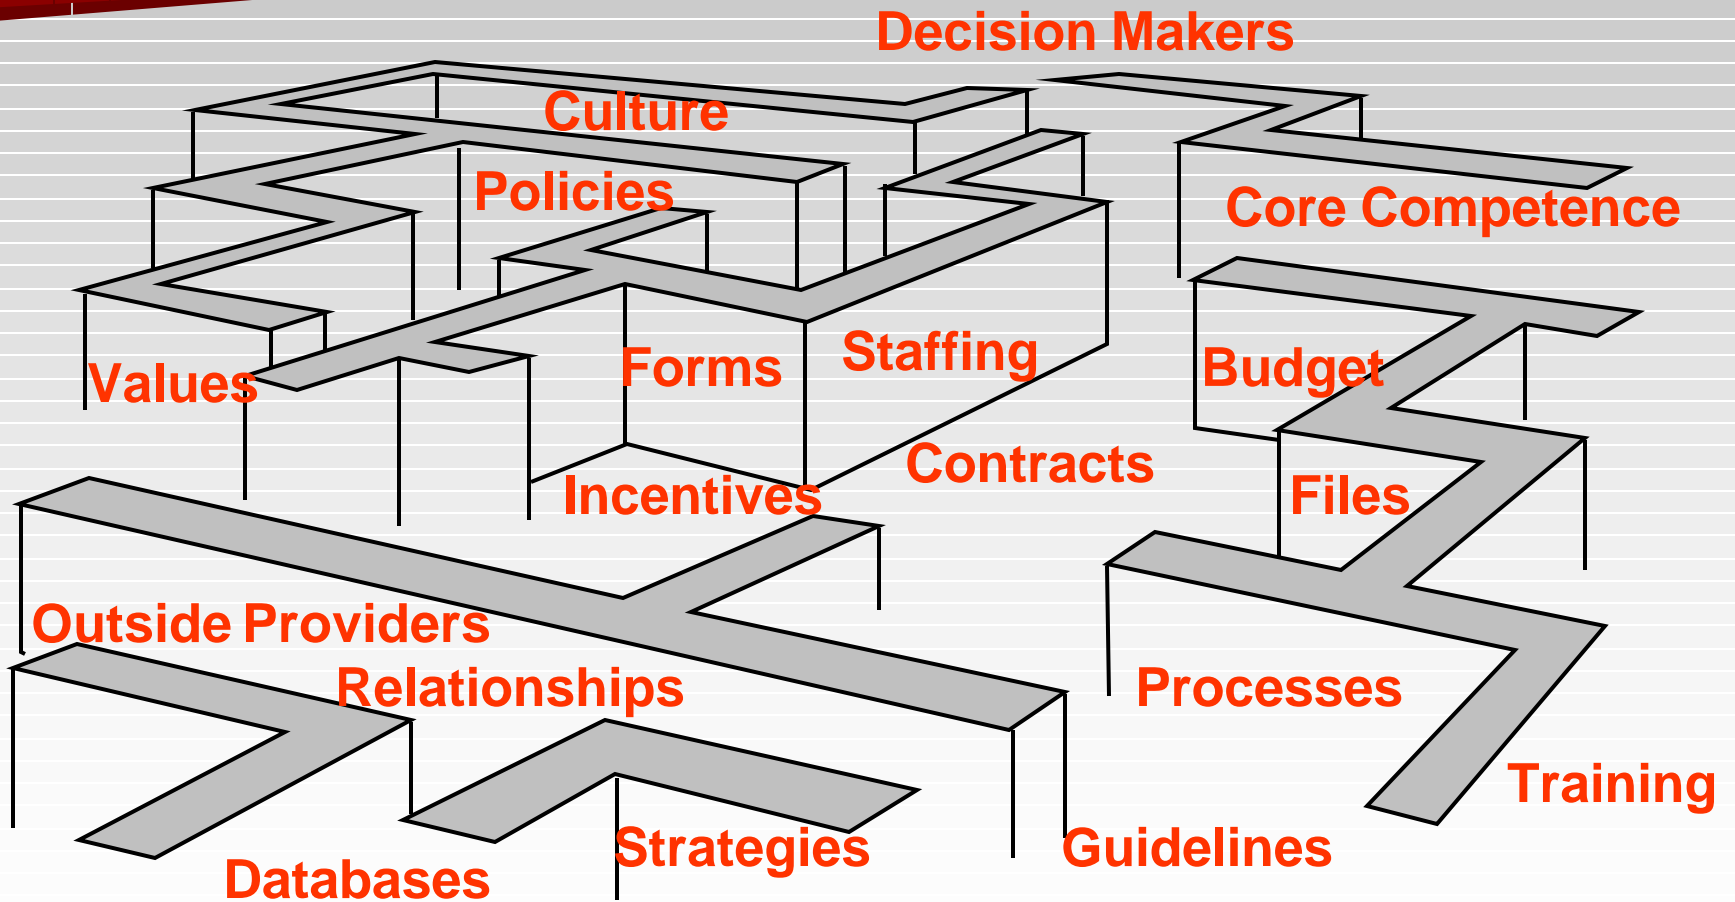 Decision Makers
Culture
Policies
Core Competence
Values
Forms
Staffing
Budget
Contracts
Incentives
Files
Outside Providers
Relationships
Processes
Training
Strategies
Guidelines
Databases